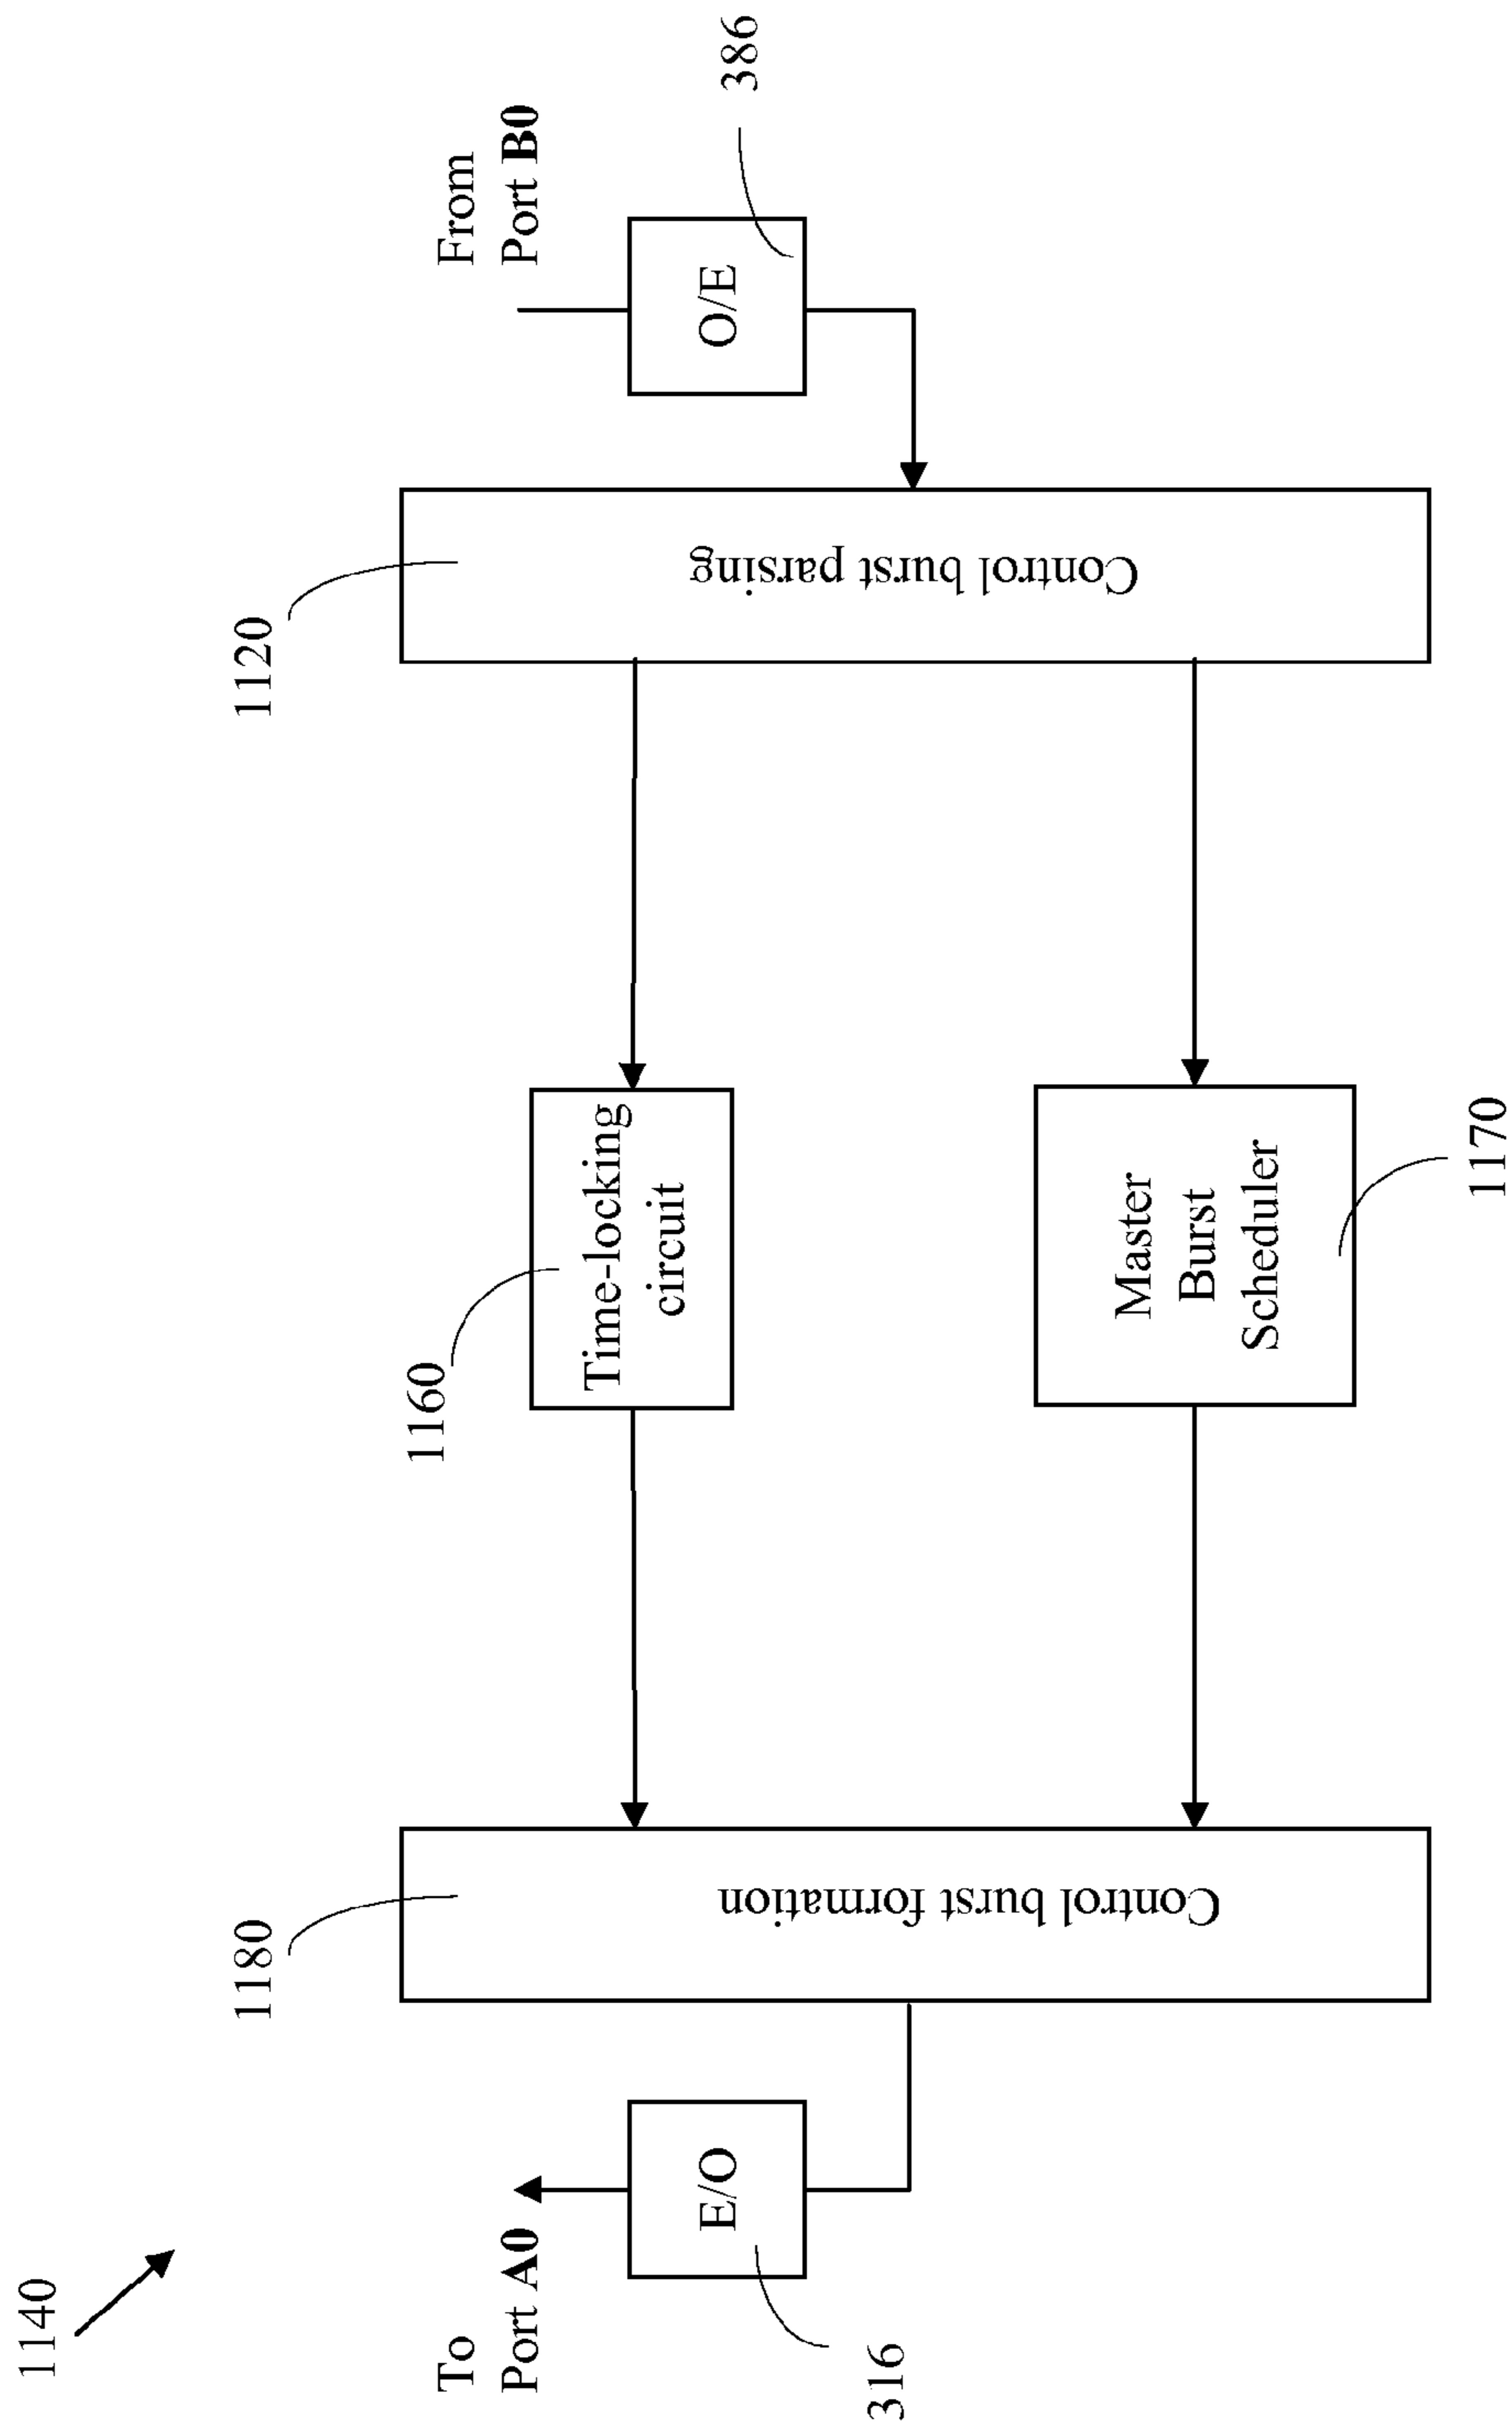 1140
To
Port A0
E/O
316
1180
Control burst formation
1160
Time-locking
circuit
Master
Burst
Scheduler
1170
1120
Control burst parsing
From
Port B0
O/E
386